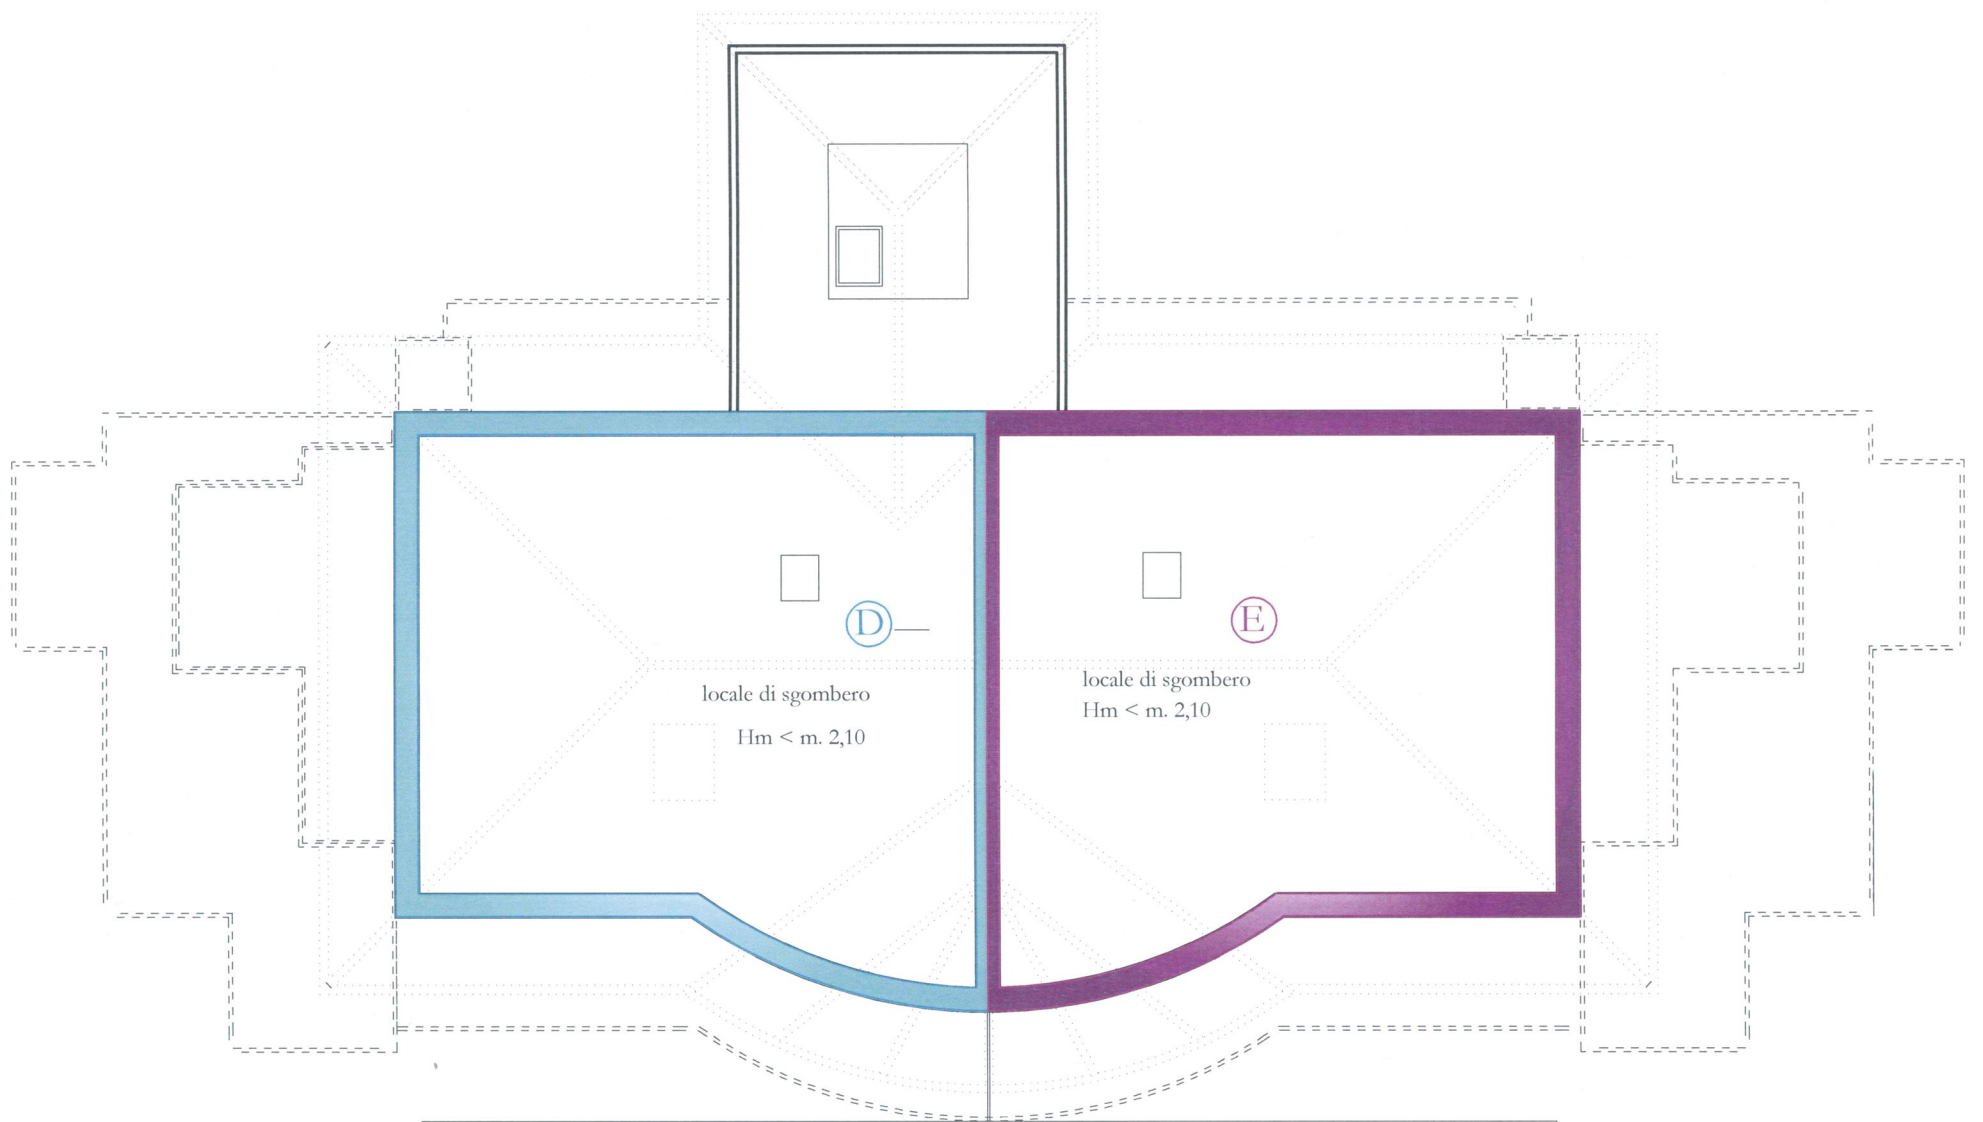 D
locale di sgombero
Hm < m. 2,10
E
locale di sgombero
Hm < m. 2,10